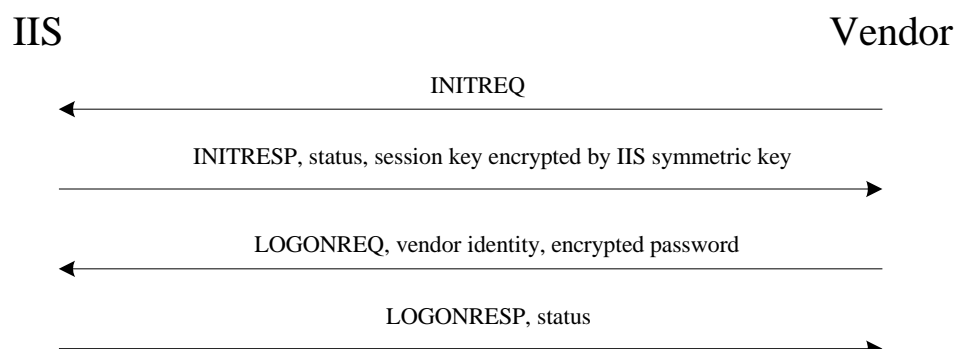 IIS
Vendor
INITREQ
INITRESP, status, session key encrypted by IIS symmetric key
LOGONREQ, vendor identity, encrypted password
LOGONRESP, status